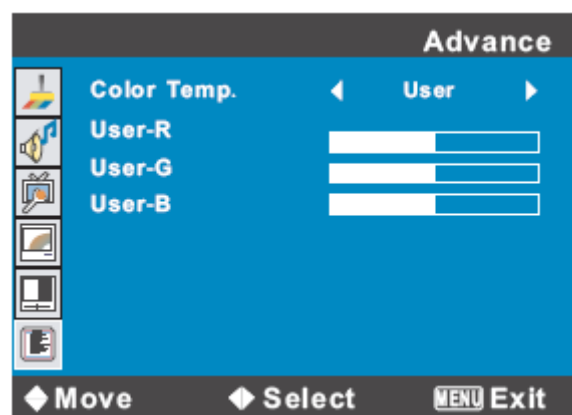 Advance
Color Temp. User
User-R
User-G
User-B
Move Select MENU Exit